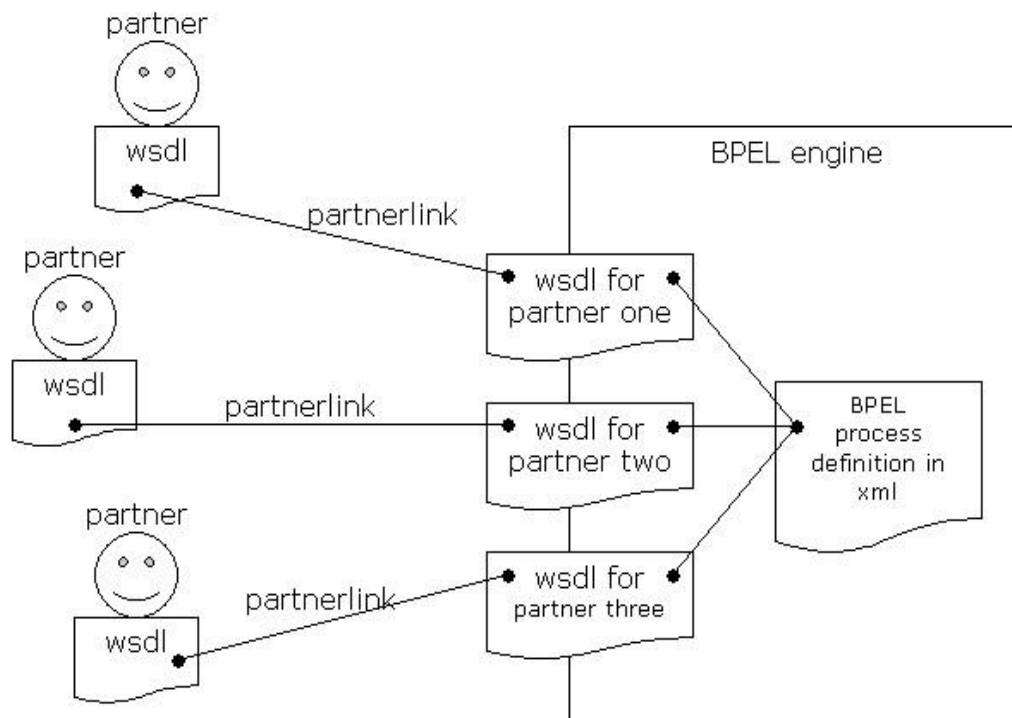 partner
wsdl
partnerlink
BPEL engine
wsdl for
partner one
partner
wsdl
partnerlink
wsdl for
partner two
BPEL
process
definition in
xml
partner
wsdl
partnerlink
wsdl for
partner three